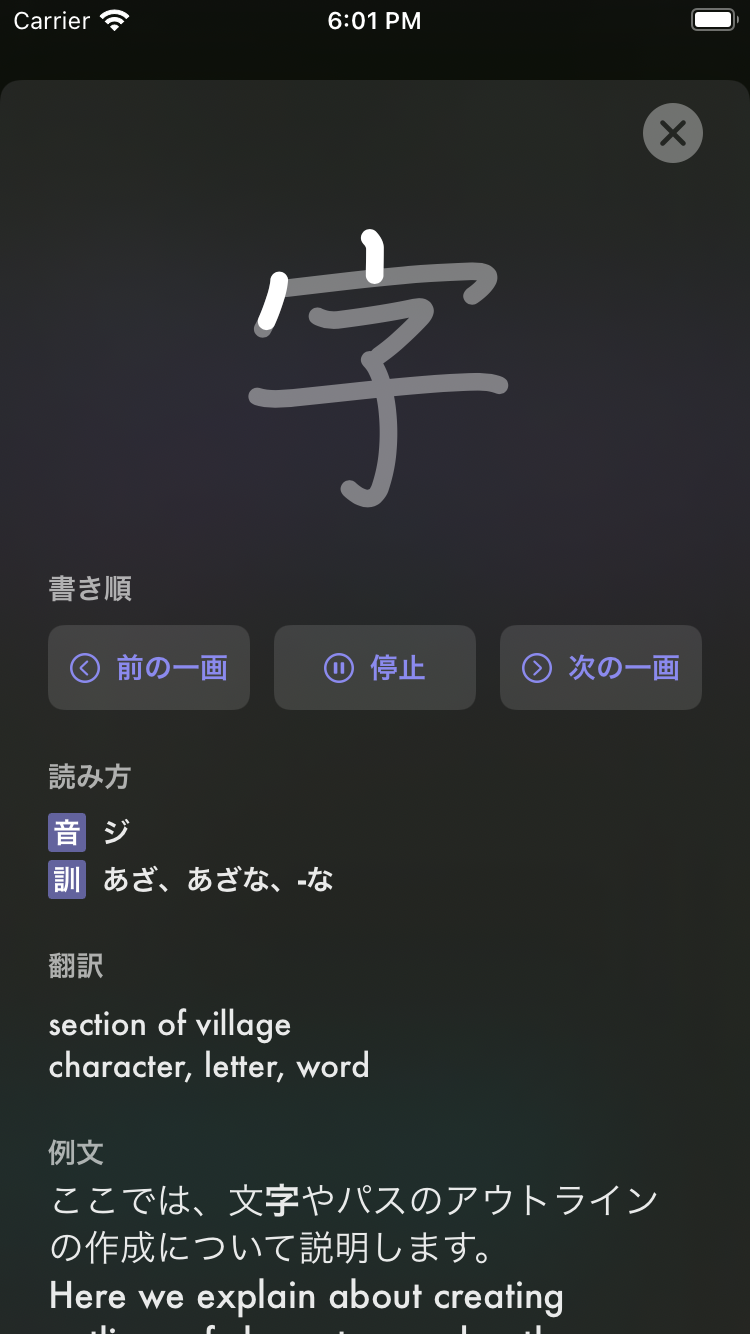 Carrier 6:01 PM
字
書き順
前の一画 停止 次の一画
読み方
音 ジ
訓 あざ、あざな、-な
翻訳
section of village
character, letter, word
例文
ここでは、文字やパスのアウトライン
の作成について説明します。
Here we explain about creating